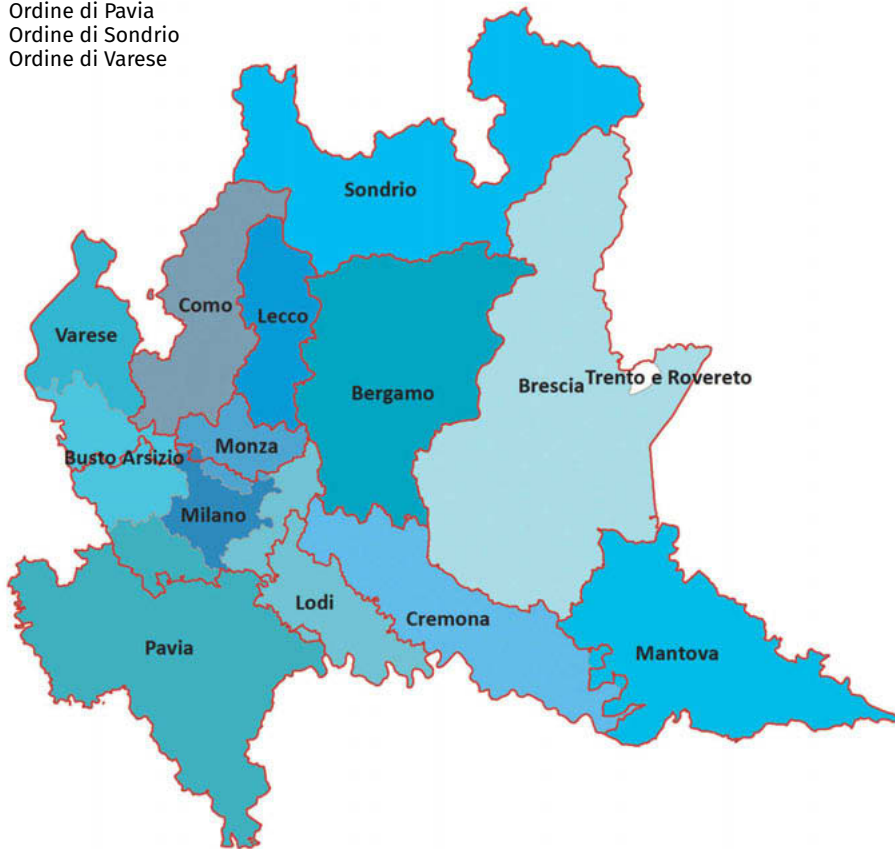 Ordine di Pavia
Ordine di Sondrio
Ordine di Varese
Sondrio
Como
Lecco
Varese
Bergamo
Brescia
Trento e Rovereto
Monza
Busto Arsizio
Milano
Lodi
Cremona
Pavia
Mantova